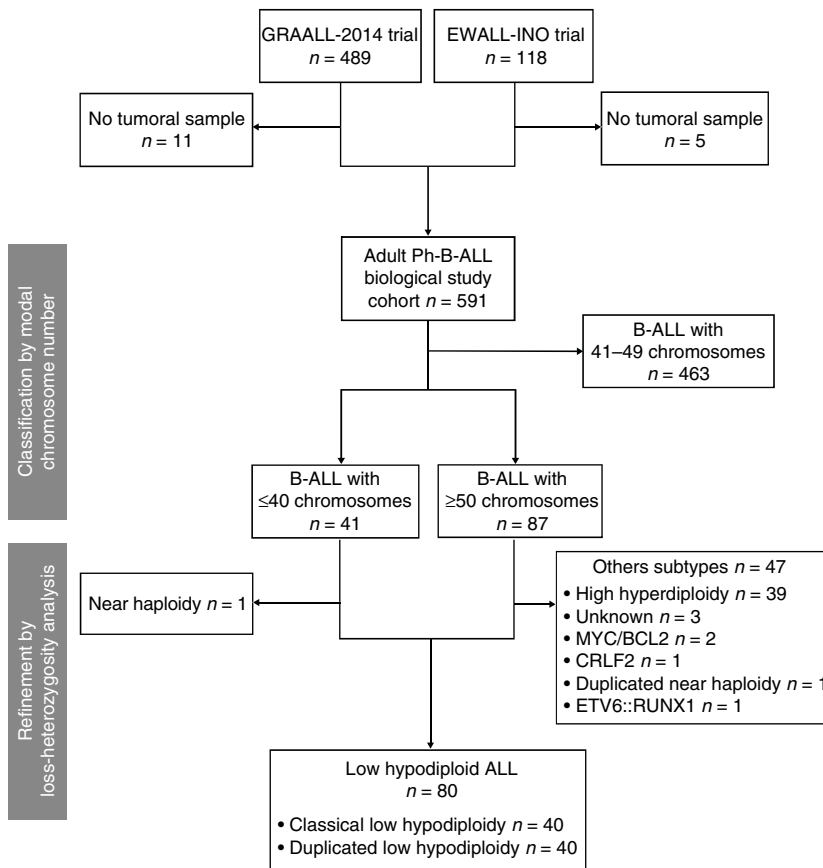 GRAALL-2014 trial
n = 489
EWALL-INO trial
n = 118
No tumoral sample
n = 11
No tumoral sample
n = 5
Classification by modal
chromosome number
Adult Ph-B-ALL
biological study
cohort n = 591
B-ALL with
41–49 chromosomes
n = 463
B-ALL with
≤40 chromosomes
n = 41
B-ALL with
≥50 chromosomes
n = 87
Refinement by
loss-heterozygosity analysis
Near haploidy n = 1
Others subtypes n = 47
• High hyperdiploidy n = 39
• Unknown n = 3
• MYC/BCL2 n = 2
• CRLF2 n = 1
• Duplicated near haploidy n = 1
• ETV6::RUNX1 n = 1
Low hypodiploid ALL
n = 80
• Classical low hypodiploidy n = 40
• Duplicated low hypodiploidy n = 40